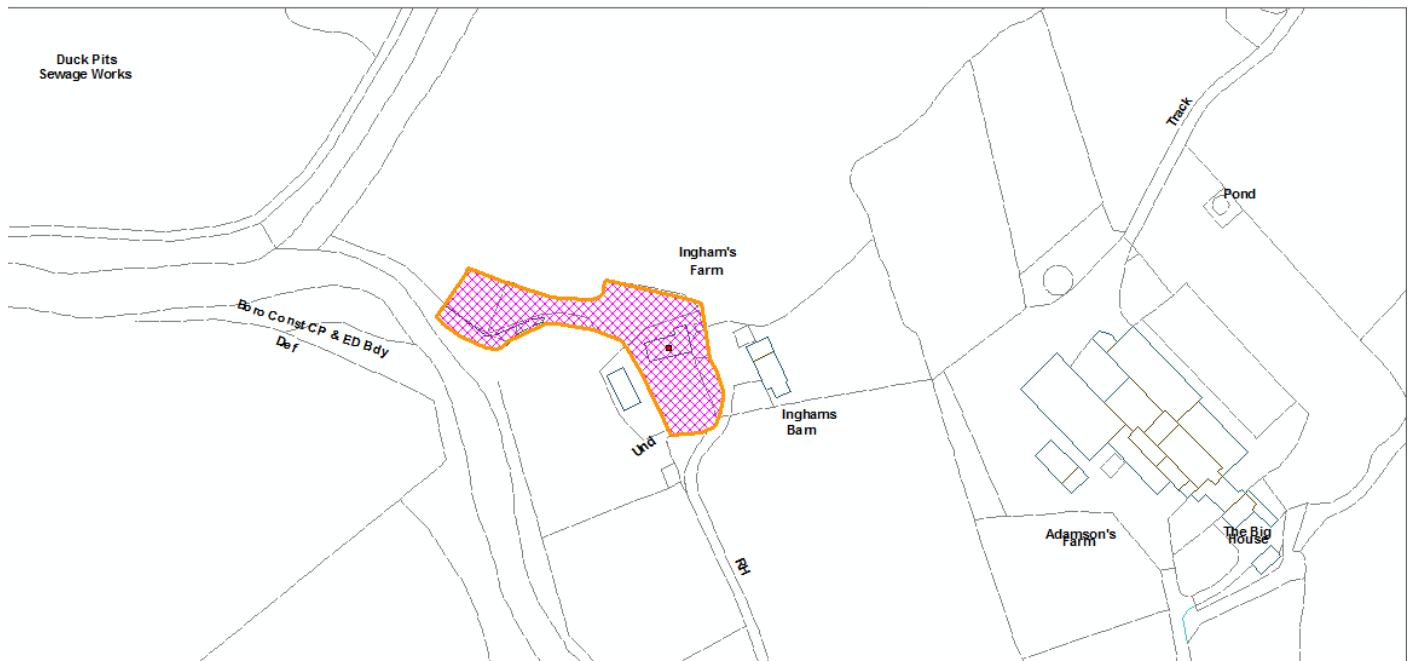 Duck Pits
Sewage Works
Track
Pond
Ingham's
Farm
Boro Const CP & ED Bdy
Def
Inghams
Barn
Und
RH
Adamson's
Farm
The Big
House